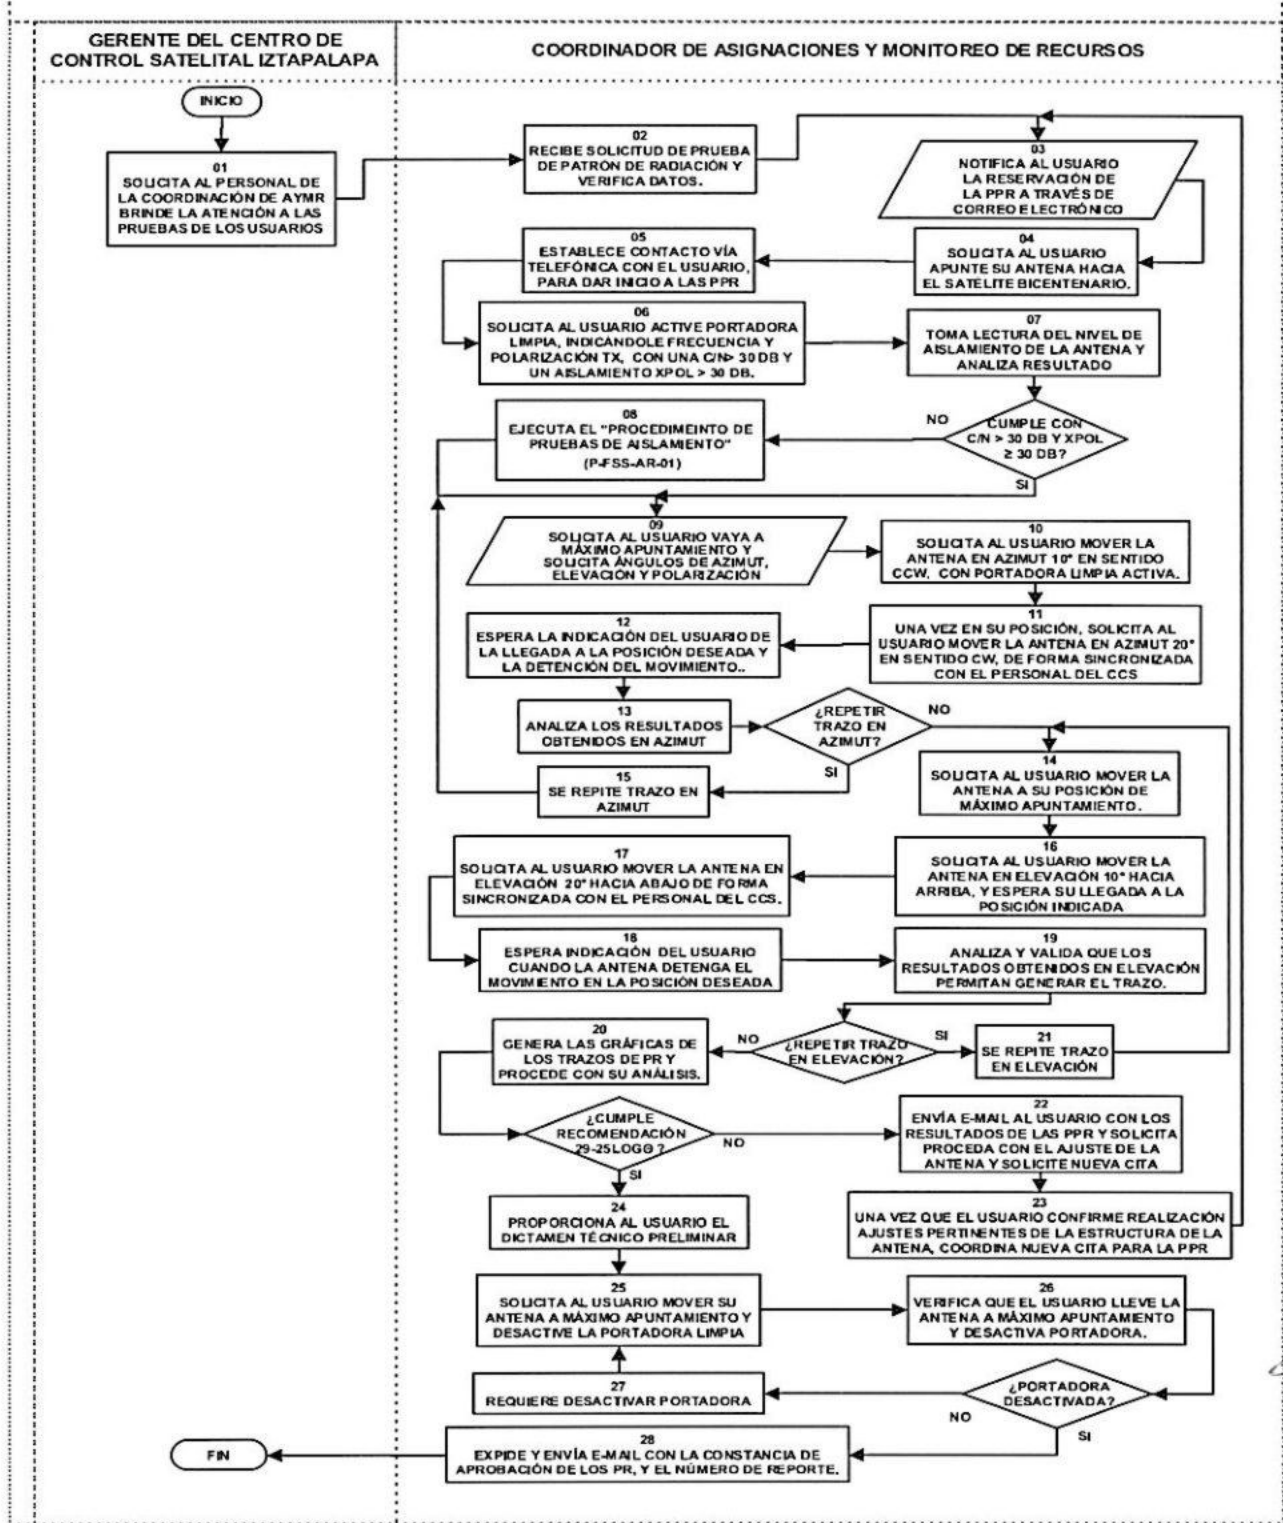 GERENTE DEL CENTRO DE
CONTROL SATELITAL IZTAPALAPA
COORDINADOR DE ASIGNACIONES Y MONITOREO DE RECURSOS
INICIO
01
SOLICITA AL PERSONAL DE
LA COORDINACIÓN DE AYMR
BRINDE LA ATENCIÓN A LAS
PRUEBAS DE LOS USUARIOS
02
RECIBE SOLICITUD DE PRUEBA
DE PATRÓN DE RADIACIÓN Y
VERIFICA DATOS.
03
NOTIFICA AL USUARIO
LA RESERVACIÓN DE
LA PPR A TRAVÉS DE
CORREO ELECTRÓNICO
04
SOLICITA AL USUARIO
APUNTE SU ANTENA HACIA
EL SATÉLITE BICENTENARIO.
05
ESTABLECE CONTACTO VÍA
TELEFÓNICA CON EL USUARIO,
PARA DAR INICIO A LAS PPR
06
SOLICITA AL USUARIO ACTIVE PORTADORA
LIMPIA, INDICÁNDOLE FRECUENCIA Y
POLARIZACIÓN TX, CON UNA C/N> 30 DB Y
UN AISLAMIENTO XPOL > 30 DB.
07
TOMA LECTURA DEL NIVEL DE
AISLAMIENTO DE LA ANTENA Y
ANALIZA RESULTADO
CUMPLE CON
C/N > 30 DB Y XPOL
≥ 30 DB?
NO
SI
08
EJECUTA EL "PROCEDIMEINTO DE
PRUEBAS DE AISLAMIENTO"
(P-FSS-AR-01)
09
SOLICITA AL USUARIO VAYA A
MÁXIMO APUNTAMIENTO Y
SOLICITA ÁNGULOS DE AZIMUT,
ELEVACIÓN Y POLARIZACIÓN
10
SOLICITA AL USUARIO MOVER LA
ANTENA EN AZIMUT 10° EN SENTIDO
CCW, CON PORTADORA LIMPIA ACTIVA.
11
UNA VEZ EN SU POSICIÓN, SOLICITA AL
USUARIO MOVER LA ANTENA EN AZIMUT 20°
EN SENTIDO CW, DE FORMA SINCRONIZADA
CON EL PERSONAL DEL CCS
12
ESPERA LA INDICACIÓN DEL USUARIO DE
LA LLEGADA A LA POSICIÓN DESEADA Y
LA DETENCIÓN DEL MOVIMIENTO..
13
ANALIZA LOS RESULTADOS
OBTENIDOS EN AZIMUT
¿REPETIR
TRAZO EN
AZIMUT?
NO
SI
14
SOLICITA AL USUARIO MOVER LA
ANTENA A SU POSICIÓN DE
MÁXIMO APUNTAMIENTO.
15
SE REPITE TRAZO EN
AZIMUT
16
SOLICITA AL USUARIO MOVER LA
ANTENA EN ELEVACIÓN 10° HACIA
ARRIBA, Y ESPERA SU LLEGADA A LA
POSICIÓN INDICADA
17
SOLICITA AL USUARIO MOVER LA ANTENA EN
ELEVACIÓN 20° HACIA ABAJO DE FORMA
SINCRONIZADA CON EL PERSONAL DEL CCS.
18
ESPERA INDICACIÓN DEL USUARIO
CUANDO LA ANTENA DETENGA EL
MOVIMIENTO EN LA POSICIÓN DESEADA
19
ANALIZA Y VALIDA QUE LOS
RESULTADOS OBTENIDOS EN ELEVACIÓN
PERMITAN GENERAR EL TRAZO.
¿REPETIR TRAZO
EN ELEVACIÓN?
NO
SI
20
GENERA LAS GRÁFICAS DE
LOS TRAZOS DE PR Y
PROCEDE CON SU ANÁLISIS.
21
SE REPITE TRAZO
EN ELEVACIÓN
¿CUMPLE
RECOMENDACIÓN
29-25LOGΘ ?
NO
SI
22
ENVÍA E-MAIL AL USUARIO CON LOS
RESULTADOS DE LAS PPR Y SOLICITA
PROCEDA CON EL AJUSTE DE LA
ANTENA Y SOLICITE NUEVA CITA
23
UNA VEZ QUE EL USUARIO CONFIRME REALIZACIÓN
AJUSTES PERTINENTES DE LA ESTRUCTURA DE LA
ANTENA, COORDINA NUEVA CITA PARA LA PPR
24
PROPORCIONA AL USUARIO EL
DICTAMEN TÉCNICO PRELIMINAR
25
SOLICITA AL USUARIO MOVER SU
ANTENA A MÁXIMO APUNTAMIENTO Y
DESACTIVE LA PORTADORA LIMPIA
26
VERIFICA QUE EL USUARIO LLEVE LA
ANTENA A MÁXIMO APUNTAMIENTO
Y DESACTIVA PORTADORA.
27
REQUIERE DESACTIVAR PORTADORA
¿PORTADORA
DESACTIVADA?
NO
SI
28
EXPIDE Y ENVÍA E-MAIL CON LA CONSTANCIA DE
APROBACIÓN DE LOS PR, Y EL NÚMERO DE REPORTE.
FIN